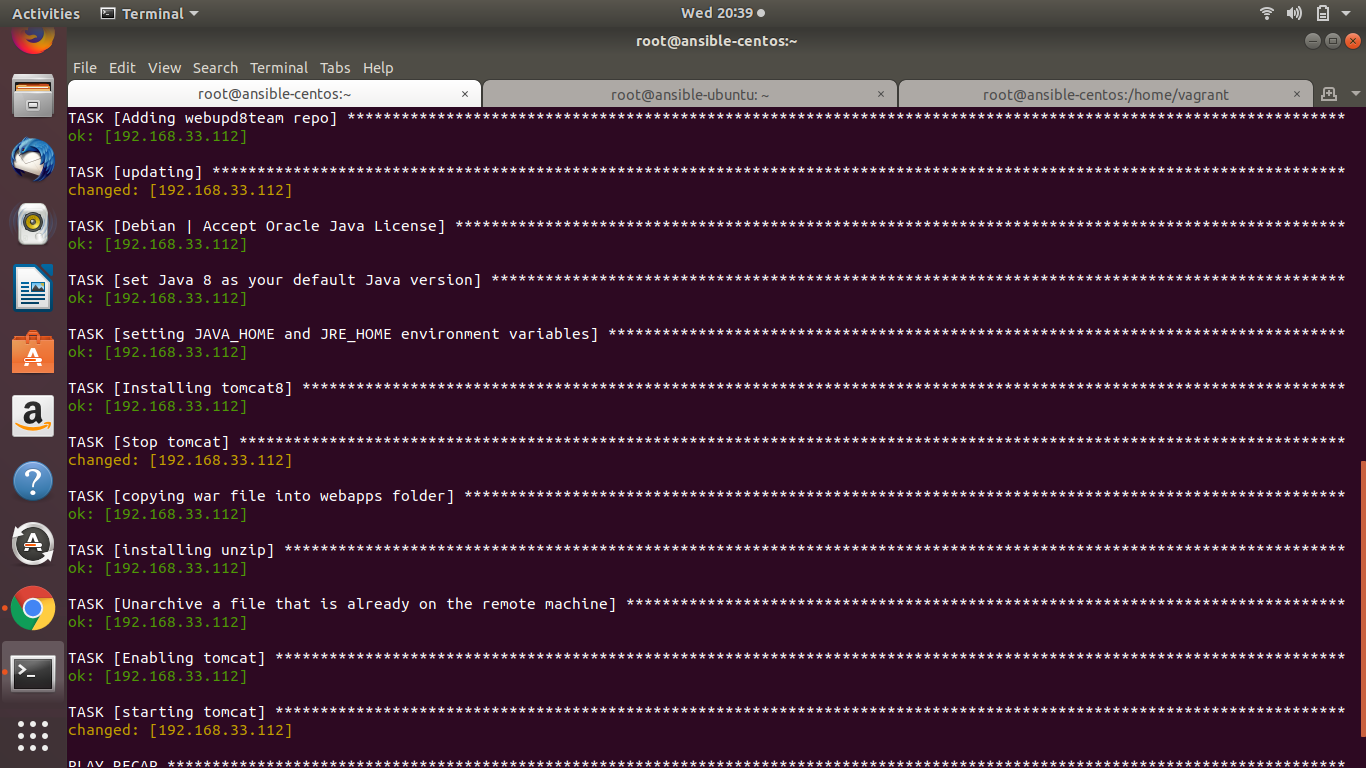 Activities Terminal Wed 20:39
root@ansible-centos:~
File Edit View Search Terminal Tabs Help
root@ansible-centos:~ × root@ansible-ubuntu: ~ × root@ansible-centos:/home/vagrant ×
TASK [Adding webupd8team repo] ***************************************************************************************************************
ok: [192.168.33.112]
TASK [updating] ******************************************************************************************************************************
changed: [192.168.33.112]
TASK [Debian | Accept Oracle Java License] ***************************************************************************************************
ok: [192.168.33.112]
TASK [set Java 8 as your default Java version] ***********************************************************************************************
ok: [192.168.33.112]
TASK [setting JAVA_HOME and JRE_HOME environment variables] **********************************************************************************
ok: [192.168.33.112]
TASK [Installing tomcat8] ********************************************************************************************************************
ok: [192.168.33.112]
TASK [Stop tomcat] ***************************************************************************************************************************
changed: [192.168.33.112]
TASK [copying war file into webapps folder] **************************************************************************************************
ok: [192.168.33.112]
TASK [installing unzip] **********************************************************************************************************************
ok: [192.168.33.112]
TASK [Unarchive a file that is already on the remote machine] ********************************************************************************
ok: [192.168.33.112]
TASK [Enabling tomcat] ***********************************************************************************************************************
ok: [192.168.33.112]
TASK [starting tomcat] ***********************************************************************************************************************
changed: [192.168.33.112]
PLAY RECAP ***********************************************************************************************************************************